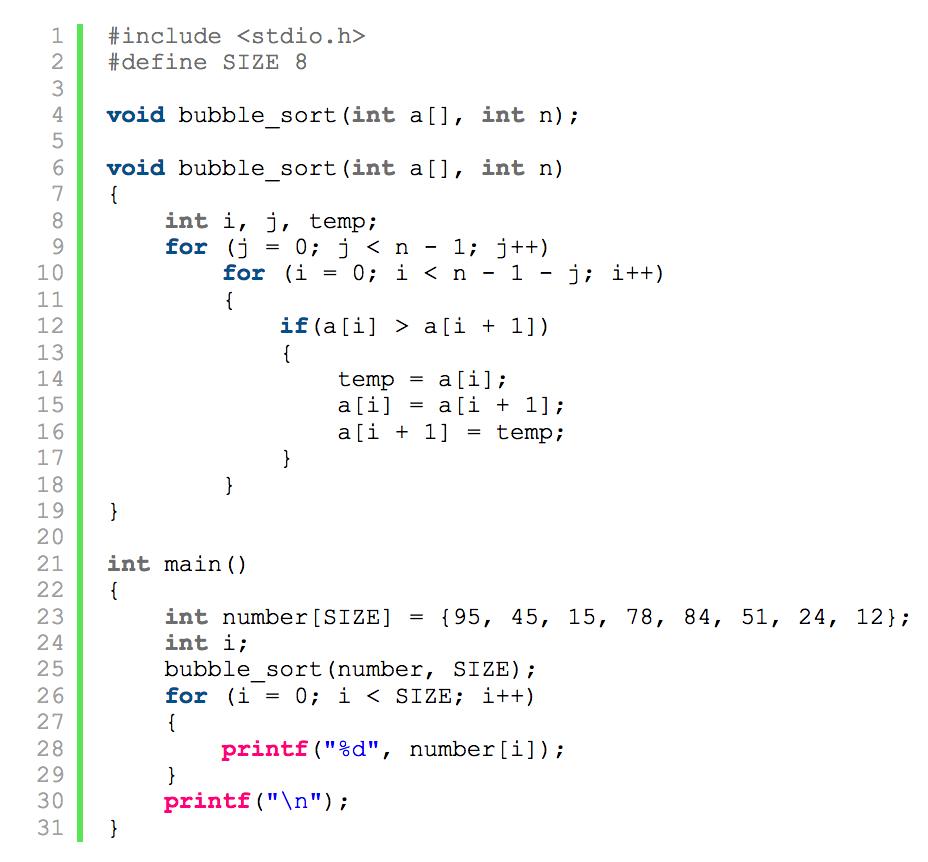 1 #include <stdio.h>
2 #define SIZE 8
3
4 void bubble_sort(int a[], int n);
5
6 void bubble_sort(int a[], int n)
7 {
8     int i, j, temp;
9     for (j = 0; j < n - 1; j++)
10         for (i = 0; i < n - 1 - j; i++)
11         {
12             if(a[i] > a[i + 1])
13             {
14                 temp = a[i];
15                 a[i] = a[i + 1];
16                 a[i + 1] = temp;
17             }
18         }
19 }
20
21 int main()
22 {
23     int number[SIZE] = {95, 45, 15, 78, 84, 51, 24, 12};
24     int i;
25     bubble_sort(number, SIZE);
26     for (i = 0; i < SIZE; i++)
27     {
28         printf("%d", number[i]);
29     }
30     printf("\n");
31 }